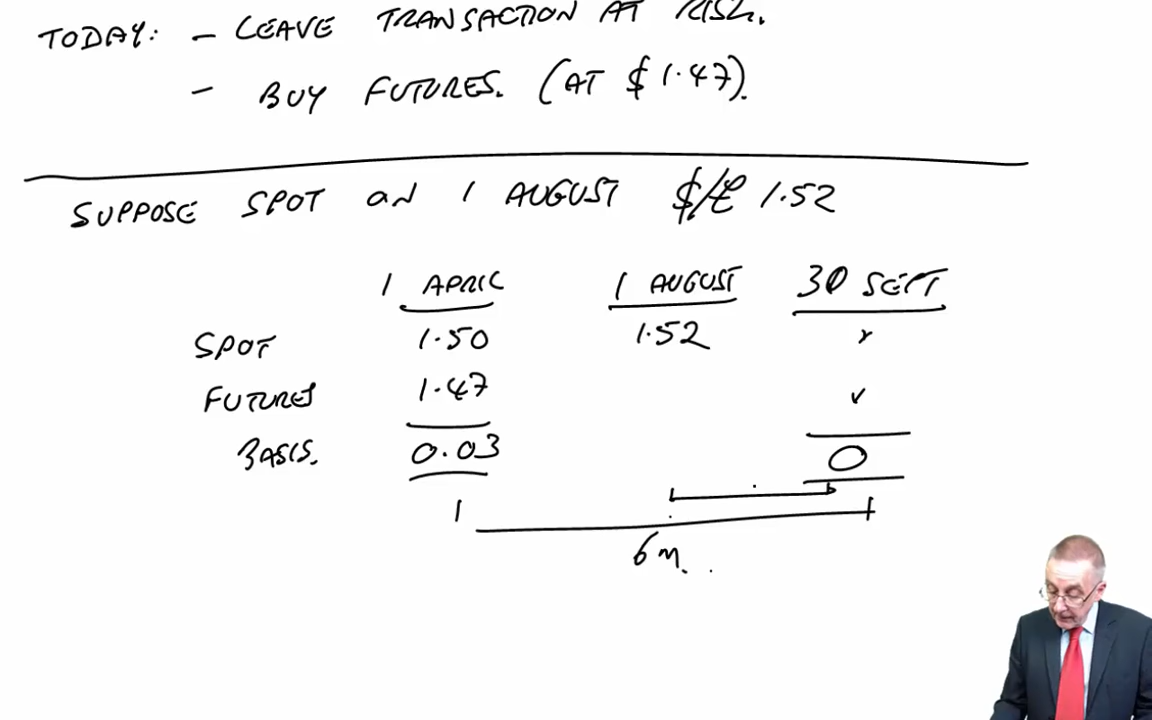 TODAY: - LEAVE TRANSACTION AT RISK.
- BUY FUTURES. (AT $1.47).
SUPPOSE SPOT ON 1 AUGUST $/£ 1.52
1 APRIL 1 AUGUST 30 SEPT
SPOT 1.50 1.52
FUTURES 1.47
BASIS. 0.03 0
6m.